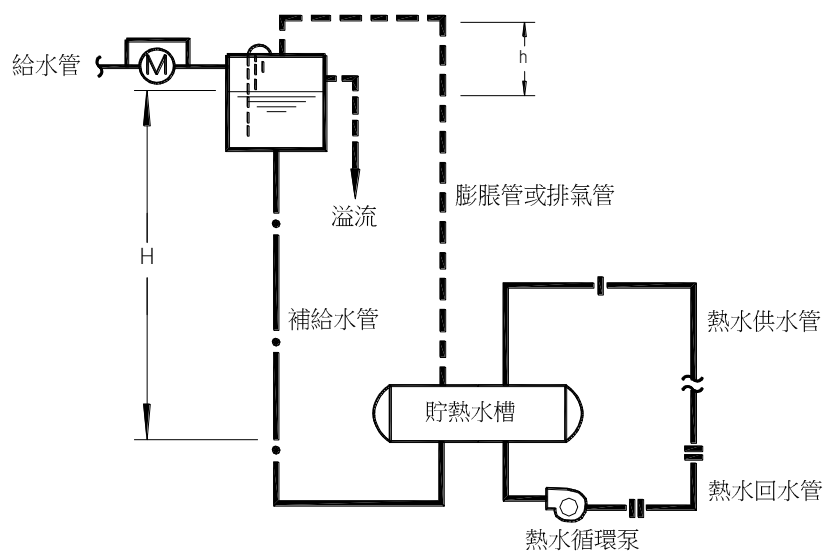 給水管
M
h
溢流
膨脹管或排氣管
H
補給水管
熱水供水管
貯熱水槽
熱水回水管
熱水循環泵